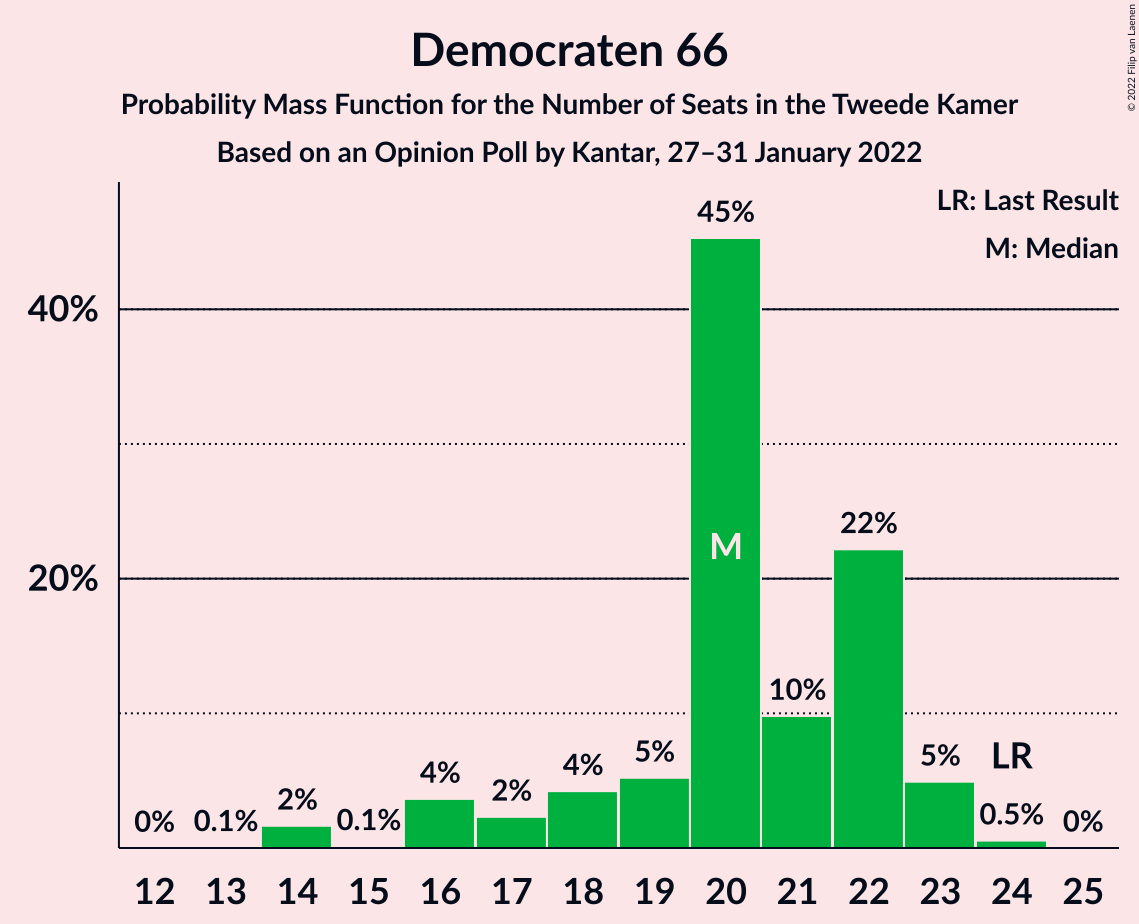 Democraten 66
Probability Mass Function for the Number of Seats in the Tweede Kamer
Based on an Opinion Poll by Kantar, 27–31 January 2022
© 2022 Filip van Laenen
LR: Last Result
M: Median
40%
20%
0%
0.1%
2%
0.1%
4%
2%
4%
5%
45%
M
10%
22%
5%
LR
0.5%
0%
12 13 14 15 16 17 18 19 20 21 22 23 24 25